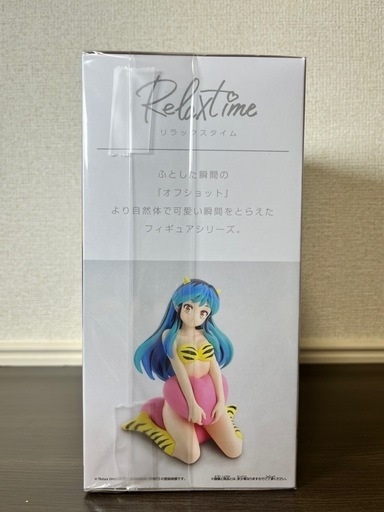 Relaxtime
リラックスタイム
ふとした瞬間の
「オフショット」
より自然体で可愛い瞬間をとらえた
フィギュアシリーズ。